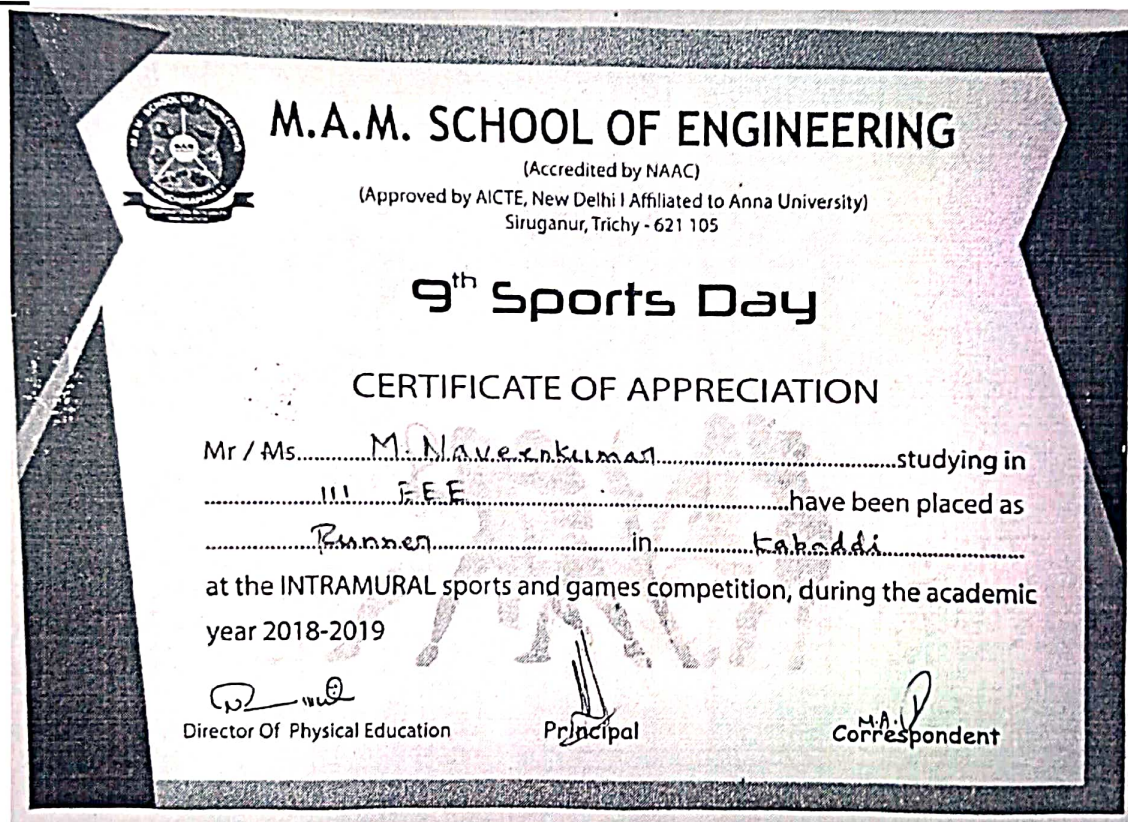 M.A.M. SCHOOL OF ENGINEERING
(Accredited by NAAC)
(Approved by AICTE, New Delhi I Affiliated to Anna University)
Siruganur, Trichy - 621 105
9th Sports Day
CERTIFICATE OF APPRECIATION
Mr / Ms. M. Naveenkumar studying in
III EEE have been placed as
Runner in Kabaddi
at the INTRAMURAL sports and games competition, during the academic
year 2018-2019
Director Of Physical Education Principal M.A. Correspondent